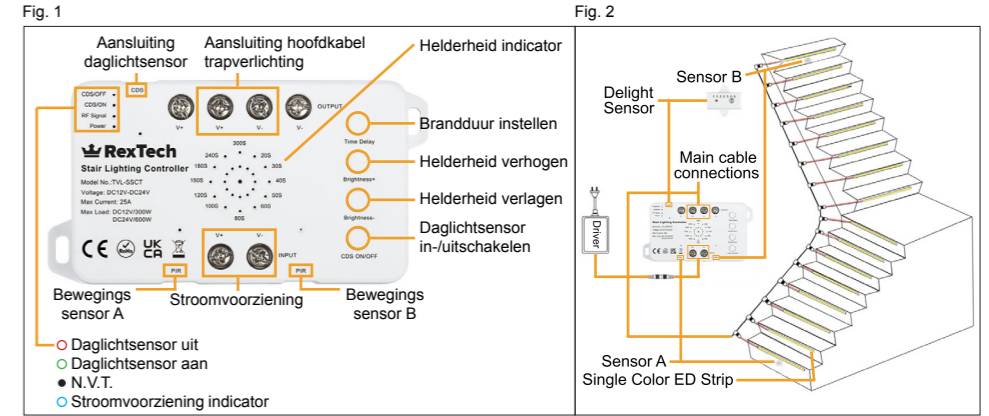 Fig. 1
Aansluiting
daglichtsensor
Aansluiting hoofdkabel
trapverlichting
Helderheid indicator
CDS/OFF
CDS/ON
RF Signal
Power
CDS
OUTPUT
V+
V+
V-
V-
Brandduur instellen
Time Delay
RexTech
Stair Lighting Controller
Model No.:TVL-SSCT
Voltage: DC12V-DC24V
Max Current: 25A
Max Load: DC12V/300W
DC24V/600W
300S
240S
20S
180S
30S
150S
40S
120S
50S
100S
60S
80S
Helderheid verhogen
Brightness+
Helderheid verlagen
Brightness-
Daglichtsensor
in-/uitschakelen
CDS ON/OFF
CE
UK
CA
V+
V-
INPUT
PIR
PIR
Bewegings
sensor A
Stroomvoorziening
Bewegings
sensor B
Daglichtsensor uit
Daglichtsensor aan
N.V.T.
Stroomvoorziening indicator
Fig. 2
Sensor B
Delight
Sensor
Main cable
connections
Driver
Sensor A
Single Color ED Strip